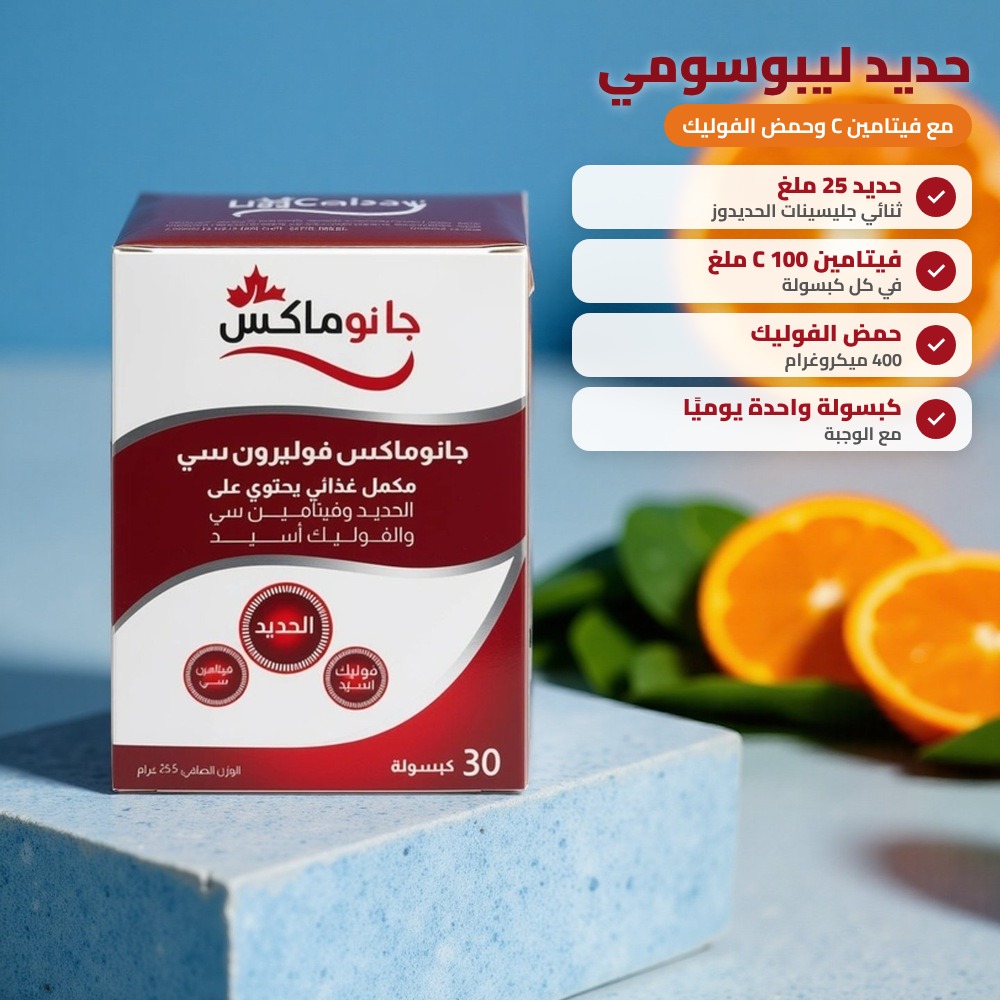 حديد ليبوسومي
مع فيتامين C وحمض الفوليك
حديد 25 ملغ
ثنائي جليسينات الحديدوز
فيتامين C 100 ملغ
في كل كبسولة
حمض الفوليك
400 ميكروغرام
كبسولة واحدة يوميًا
مع الوجبة
جانوماكس
جانوماكس فوليرون سي
مكمل غذائي يحتوي على
الحديد وفيتامين سي
والفوليك أسيد
الحديد
فوليك
اسيد
سي
30 كبسولة
الوزن الصافي: 25.5 غرام